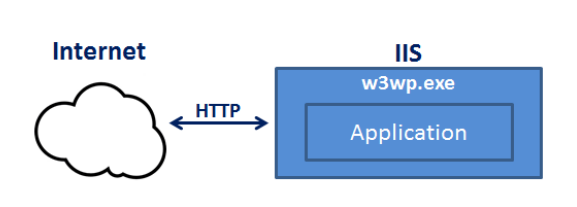 Internet
HTTP
IIS
w3wp.exe
Application